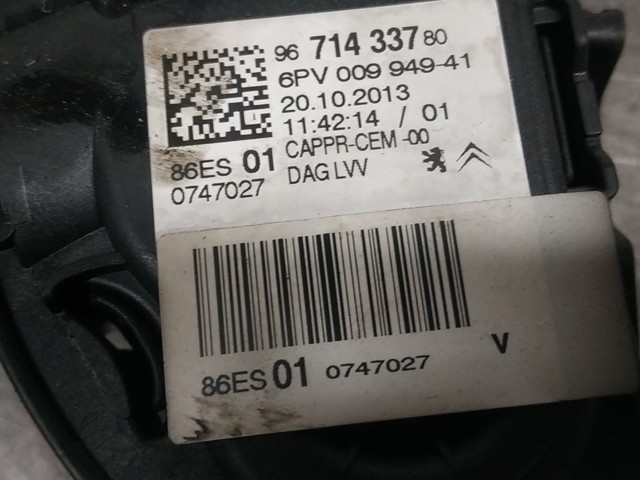 96 714 337 80
6PV 009 949-41
20.10.2013
11:42:14 / 01
CAPPR-CEM -00
86ES 01
DAG LVV
0747027
86ES 01 0747027
V